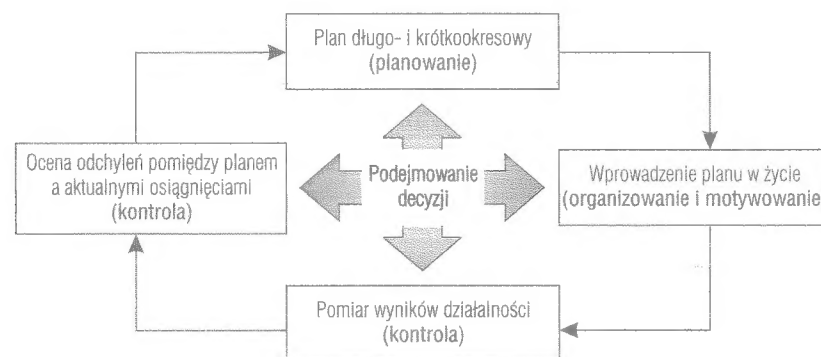 Plan długo- i krótkookresowy
(planowanie)
Ocena odchyleń pomiędzy planem
a aktualnymi osiągnięciami
(kontrola)
Podejmowanie
decyzji
Wprowadzenie planu w życie
(organizowanie i motywowanie
Pomiar wyników działalności
(kontrola)